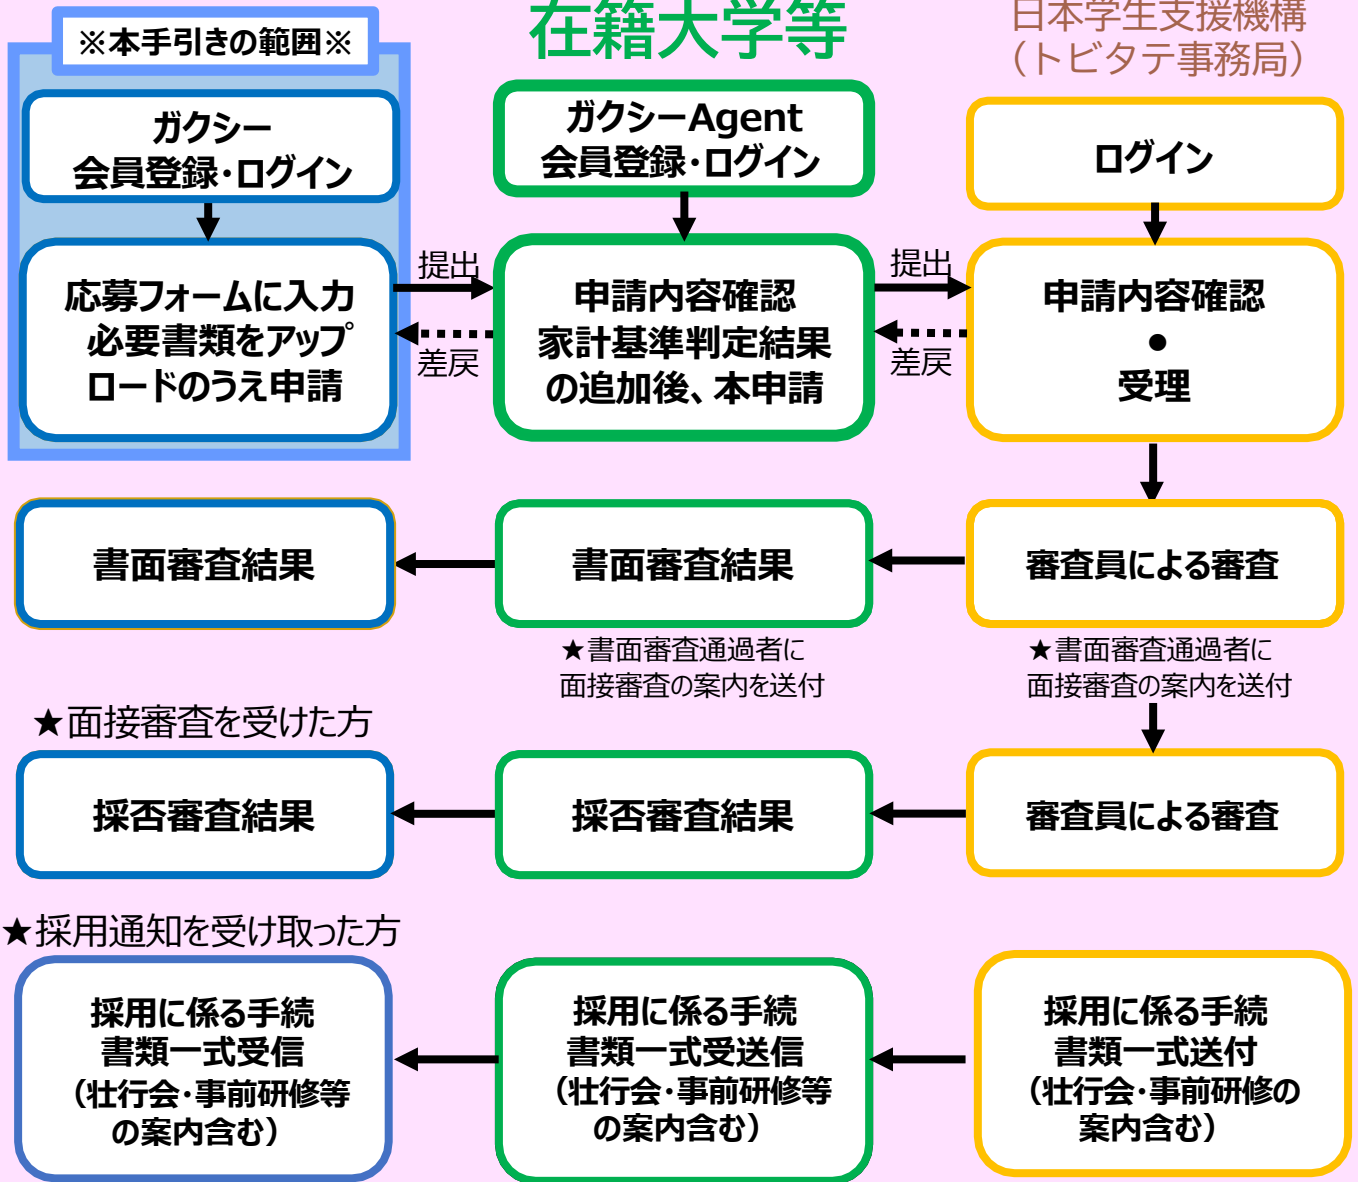 ※本手引きの範囲※
在籍大学等
日本学生支援機構
（トビタテ事務局）
ガクシー
会員登録・ログイン
ガクシーAgent
会員登録・ログイン
ログイン
応募フォームに入力
必要書類をアップ
ロードのうえ申請
提出
差戻
申請内容確認
家計基準判定結果
の追加後、本申請
提出
差戻
申請内容確認
●
受理
書面審査結果
書面審査結果
審査員による審査
★書面審査通過者に
面接審査の案内を送付
★書面審査通過者に
面接審査の案内を送付
★面接審査を受けた方
採否審査結果
採否審査結果
審査員による審査
★採用通知を受け取った方
採用に係る手続
書類一式受信
（壮行会・事前研修等
の案内含む）
採用に係る手続
書類一式受送信
（壮行会・事前研修等
の案内含む）
採用に係る手続
書類一式送付
（壮行会・事前研修の
案内含む）